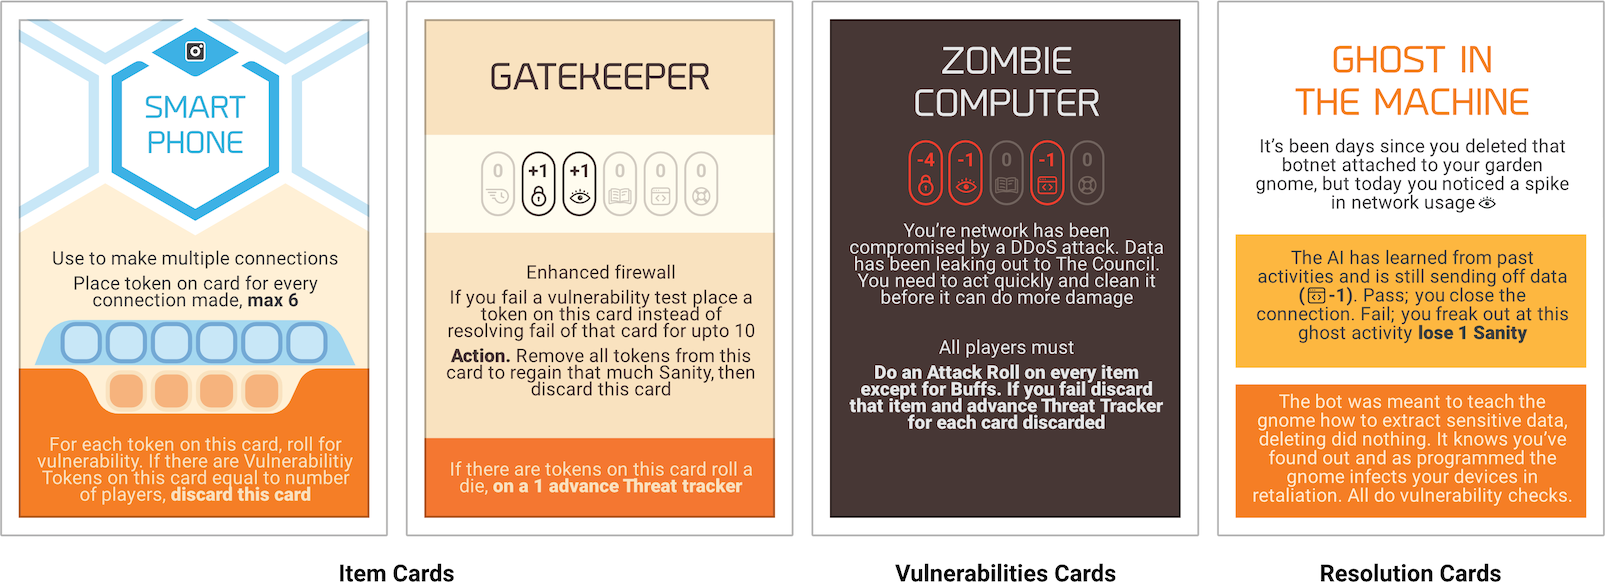 SMART
PHONE
Use to make multiple connections
Place token on card for every
connection made, max 6
For each token on this card, roll for
vulnerability. If there are Vulnerabilitiy
Tokens on this card equal to number
of players, discard this card
GATEKEEPER
0 +1 +1 0 0 0
Enhanced firewall
If you fail a vulnerability test place a
token on this card instead of
resolving fail of that card for upto 10
Action. Remove all tokens from this
card to regain that much Sanity, then
discard this card
If there are tokens on this card roll a
die, on a 1 advance Threat tracker
ZOMBIE
COMPUTER
-4 -1 0 -1 0
You're network has been
compromised by a DDoS attack. Data
has been leaking out to The Council.
You need to act quickly and clean it
before it can do more damage
All players must
Do an Attack Roll on every item
except for Buffs. If you fail discard
that item and advance Threat Tracker
for each card discarded
GHOST IN
THE MACHINE
It's been days since you deleted that
botnet attached to your garden
gnome, but today you noticed a spike
in network usage
The AI has learned from past
activities and is still sending off data
( -1). Pass; you close the
connection. Fail; you freak out at this
ghost activity lose 1 Sanity
The bot was meant to teach the
gnome how to extract sensitive data,
deleting did nothing. It knows you've
found out and as programmed the
gnome infects your devices in
retaliation. All do vulnerability checks.
Item Cards
Vulnerabilities Cards
Resolution Cards